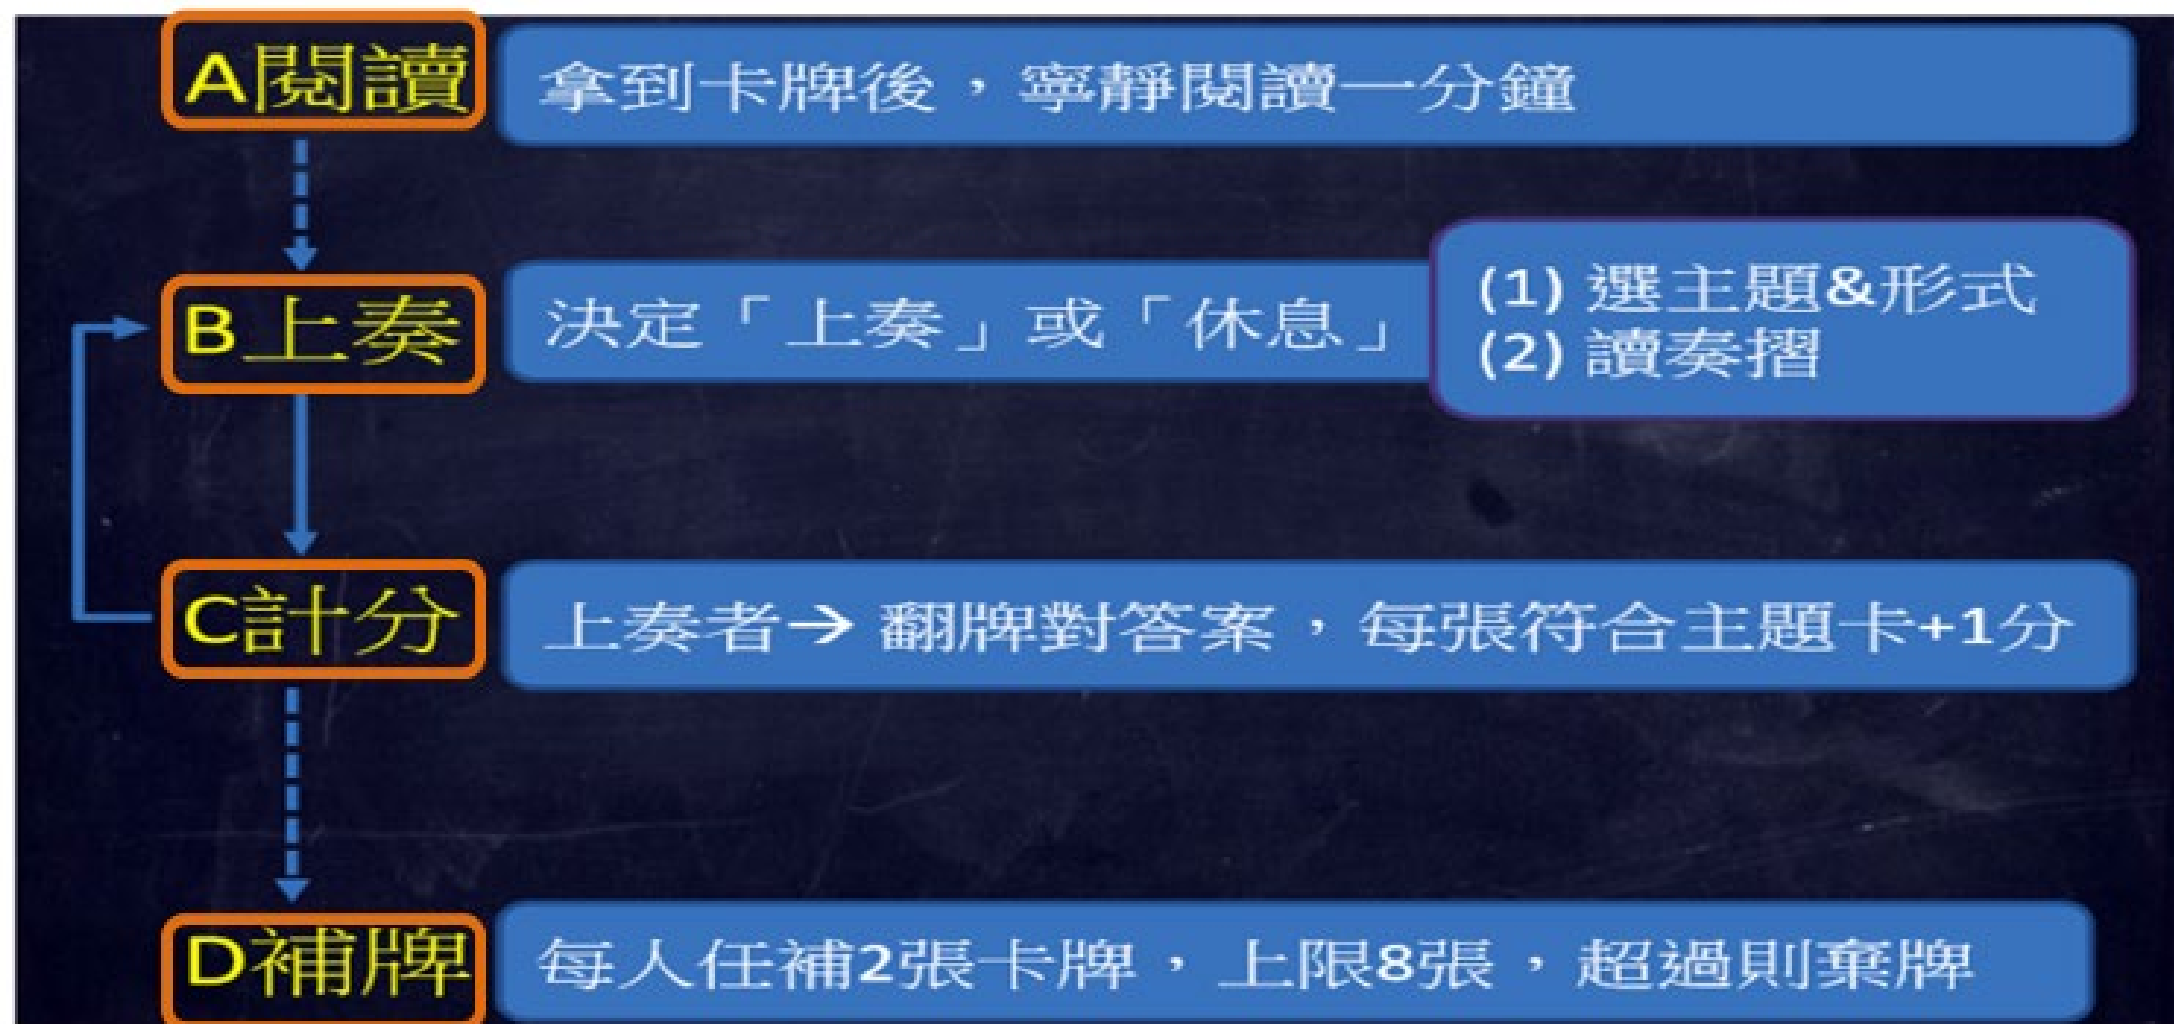 A閱讀
拿到卡牌後，寧靜閱讀一分鐘
B上奏
決定「上奏」或「休息」
(1) 選主題&形式
(2) 讀奏摺
C計分
上奏者→ 翻牌對答案，每張符合主題卡+1分
D補牌
每人任補2張卡牌，上限8張，超過則棄牌